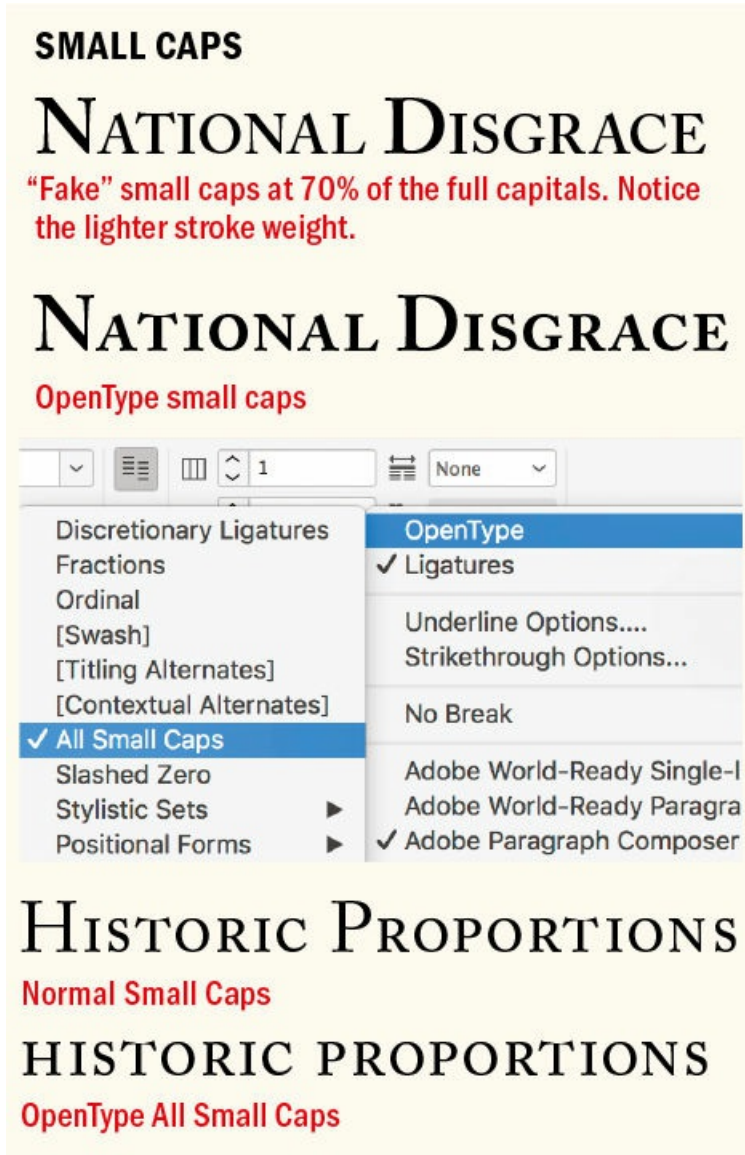 SMALL CAPS
NATIONAL DISGRACE
“Fake” small caps at 70% of the full capitals. Notice
the lighter stroke weight.
NATIONAL DISGRACE
OpenType small caps
1
None
Discretionary Ligatures
Fractions
Ordinal
[Swash]
[Titling Alternates]
[Contextual Alternates]
✓ All Small Caps
Slashed Zero
Stylistic Sets ▶
Positional Forms ▶
OpenType
✓ Ligatures
Underline Options....
Strikethrough Options...
No Break
Adobe World-Ready Single-l
Adobe World-Ready Paragra
✓ Adobe Paragraph Composer
HISTORIC PROPORTIONS
Normal Small Caps
HISTORIC PROPORTIONS
OpenType All Small Caps